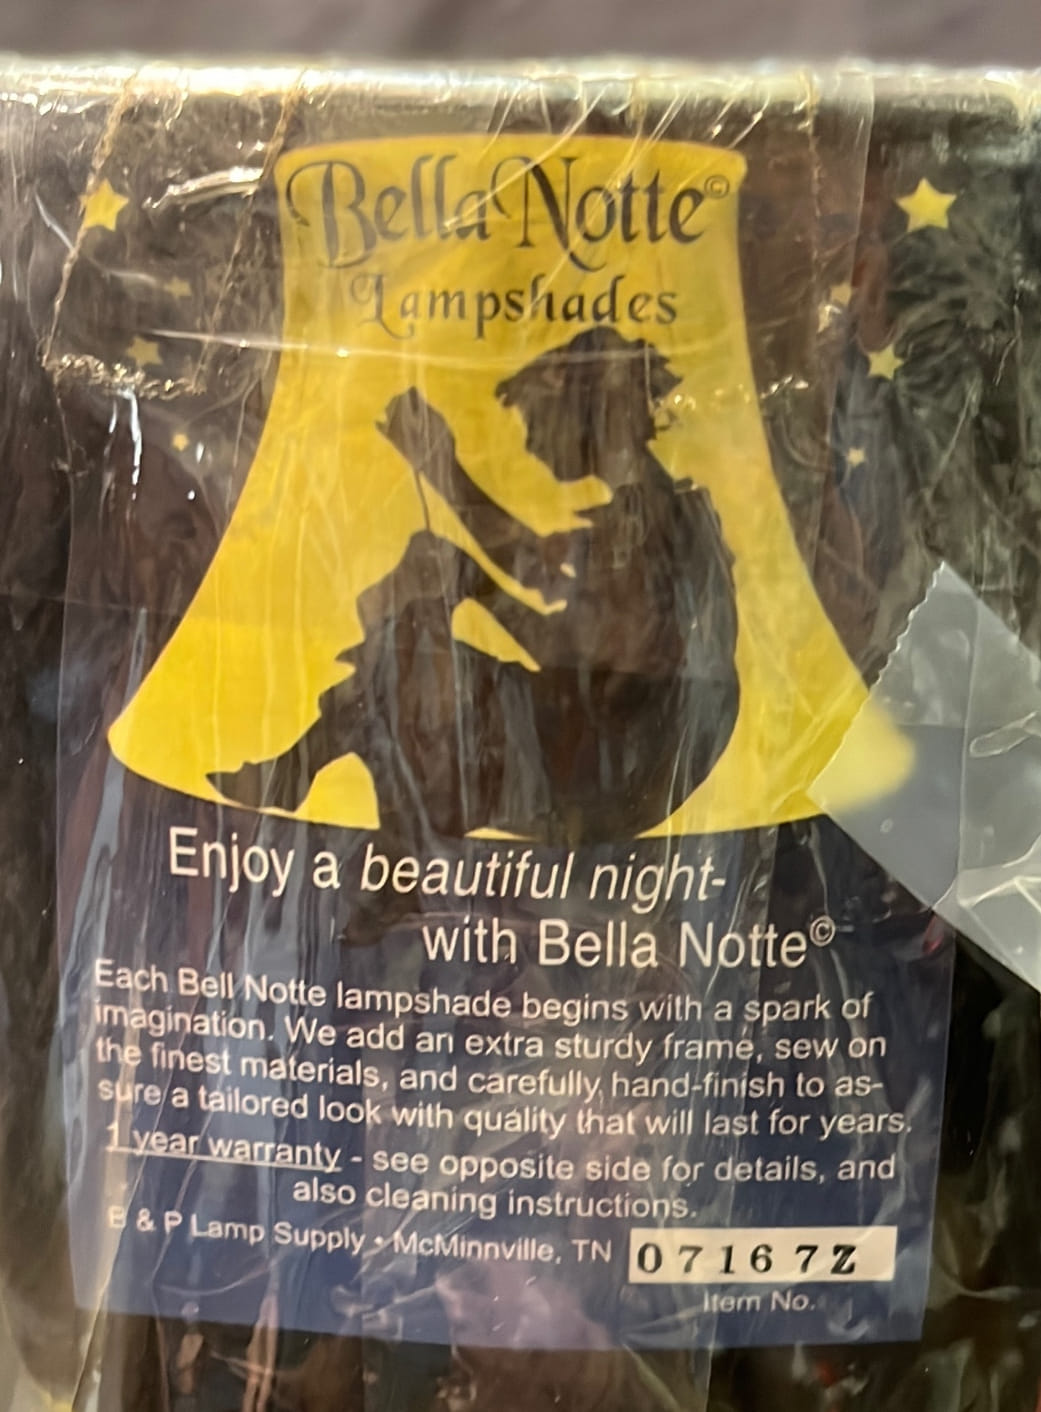 Bella Notte©
Lampshades
Enjoy a beautiful night-
with Bella Notte©
Each Bell Notte lampshade begins with a spark of
imagination. We add an extra sturdy frame, sew on
the finest materials, and carefully hand-finish to as-
sure a tailored look with quality that will last for years.
1 year warranty - see opposite side for details, and
also cleaning instructions.
B & P Lamp Supply • McMinnville, TN 07167Z
Item No.